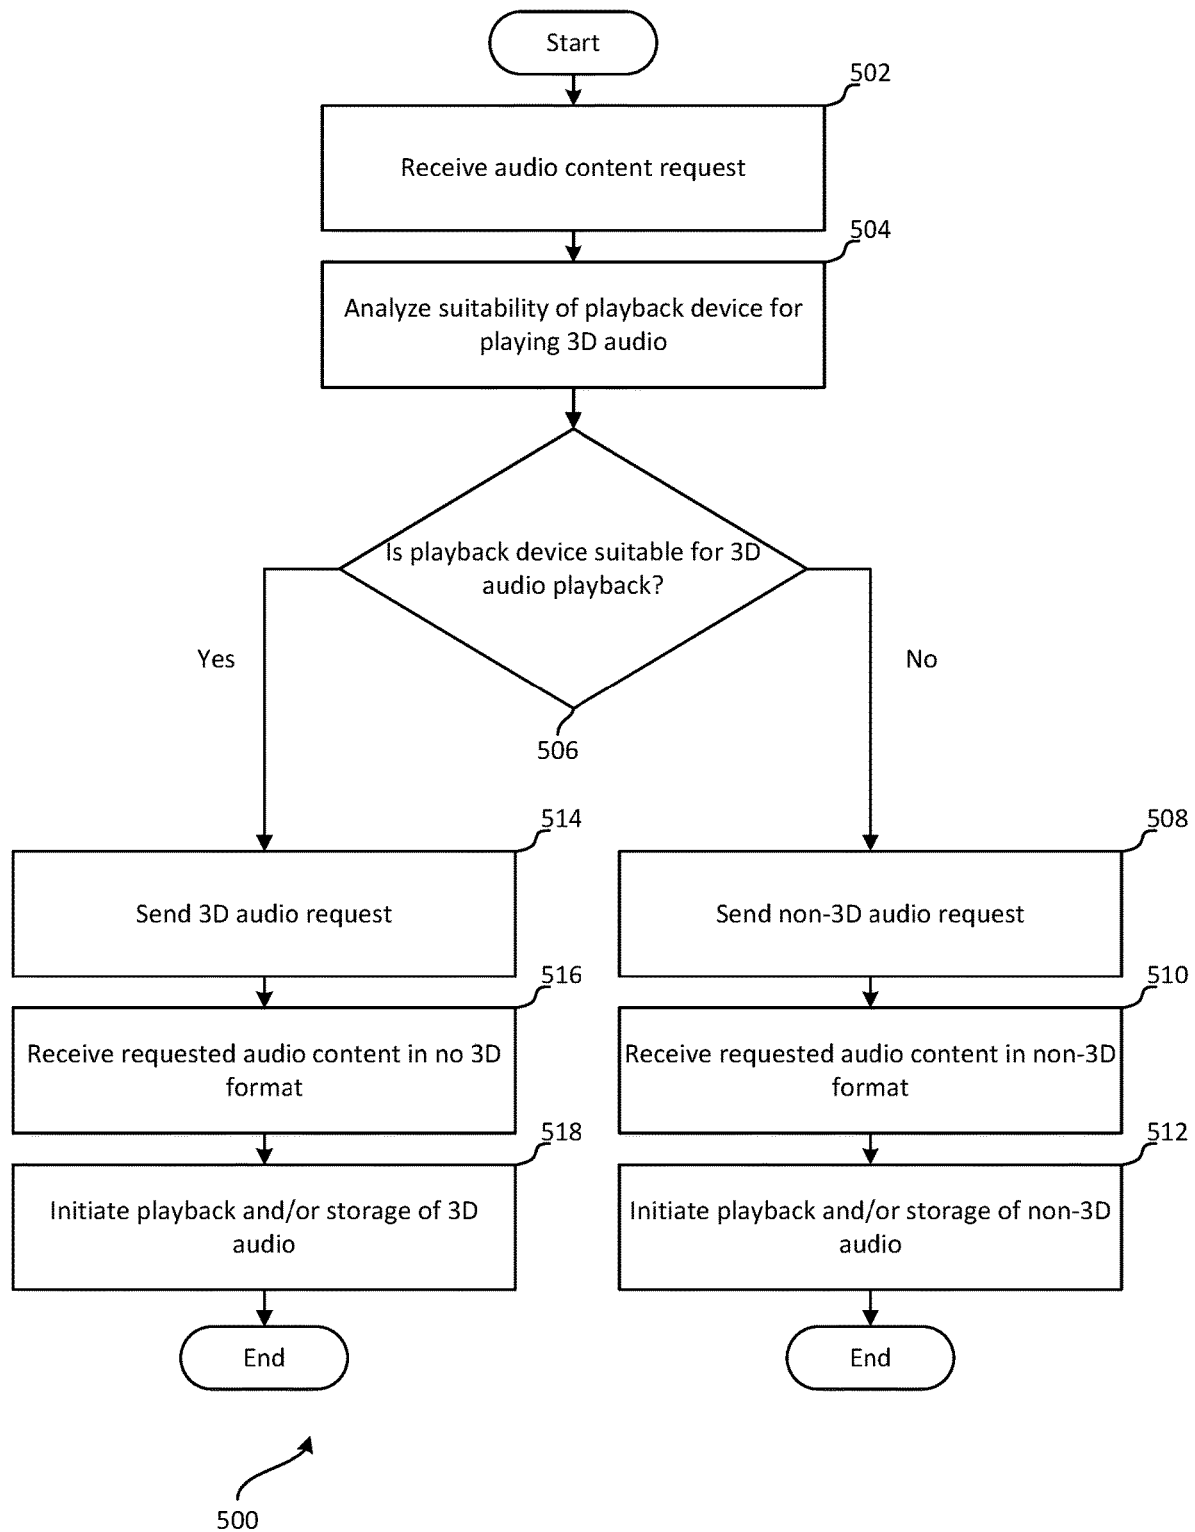 Start
502
Receive audio content request
504
Analyze suitability of playback device for
playing 3D audio
Is playback device suitable for 3D
audio playback?
Yes
No
506
514
Send 3D audio request
508
Send non-3D audio request
516
Receive requested audio content in no 3D
format
510
Receive requested audio content in non-3D
format
518
Initiate playback and/or storage of 3D
audio
512
Initiate playback and/or storage of non-3D
audio
End
End
500